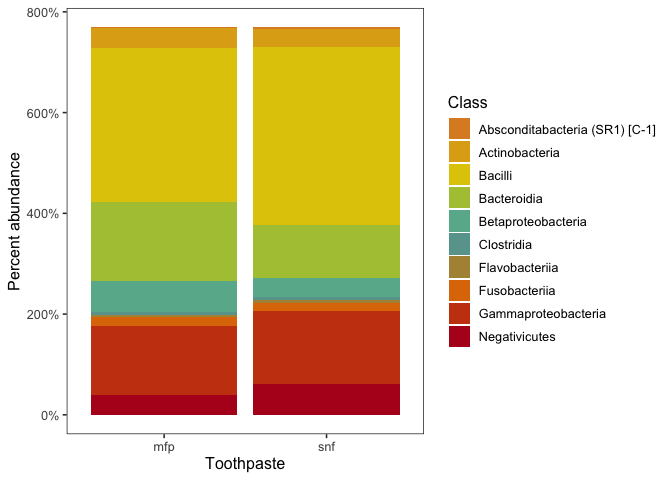 800%
600%
400%
200%
0%
Percent abundance
mfp
snf
Toothpaste
Class
Absconditabacteria (SR1) [C-1]
Actinobacteria
Bacilli
Bacteroidia
Betaproteobacteria
Clostridia
Flavobacteriia
Fusobacteriia
Gammaproteobacteria
Negativicutes